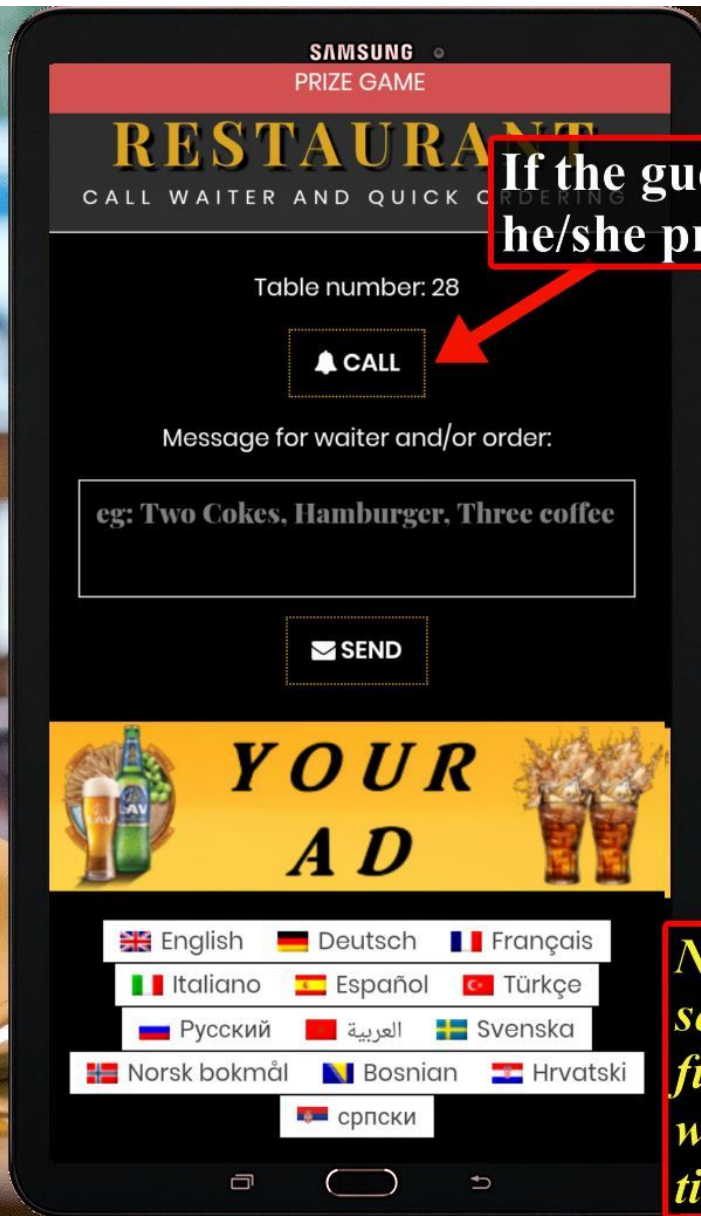 SAMSUNG
PRIZE GAME
RESTAURANT
CALL WAITER AND QUICK ORDERING
If the gue
he/she pr
Table number: 28
CALL
Message for waiter and/or order:
eg: Two Cokes, Hamburger, Three coffee
SEND
YOUR
AD
English Deutsch Français
Italiano Español Türkçe
Русский العربية Svenska
Norsk bokmål Bosnian Hrvatski
српски